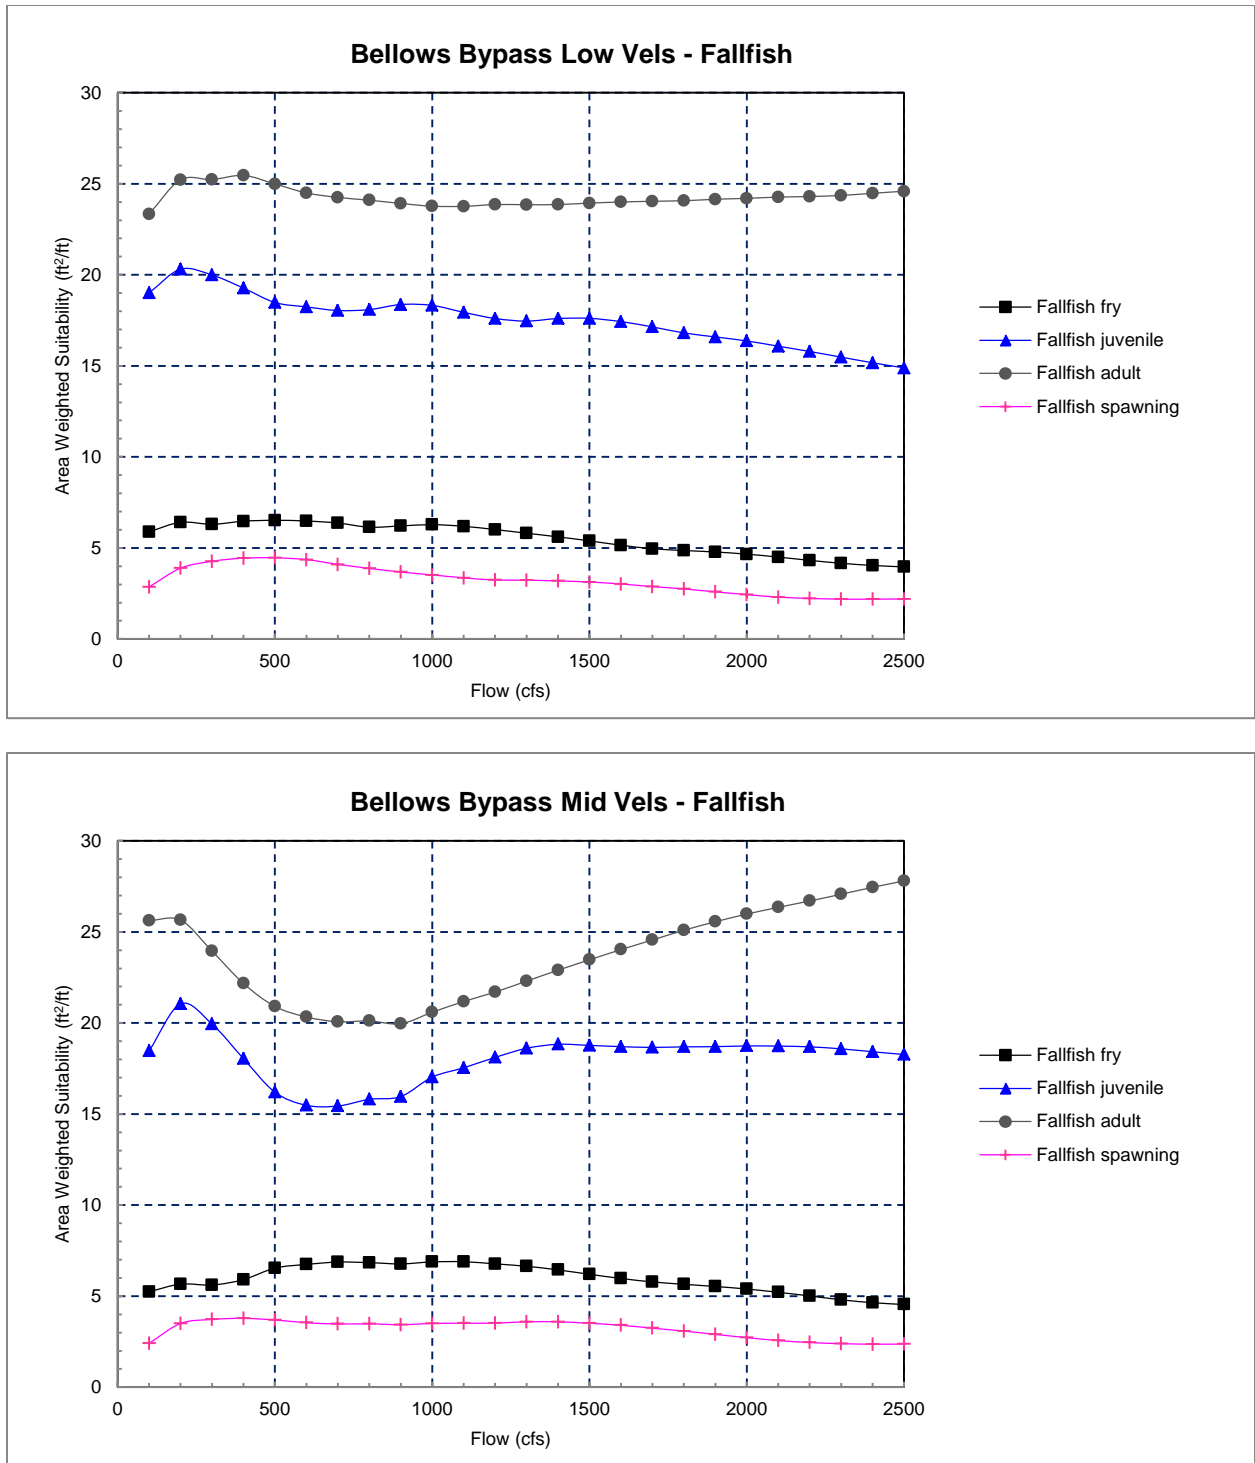 Bellows Bypass Low Vels - Fallfish
30
25
20
15
10
5
0
Area Weighted Suitability (ft²/ft)
0 500 1000 1500 2000 2500
Flow (cfs)
Fallfish fry
Fallfish juvenile
Fallfish adult
Fallfish spawning
Bellows Bypass Mid Vels - Fallfish
30
25
20
15
10
5
0
Area Weighted Suitability (ft²/ft)
0 500 1000 1500 2000 2500
Flow (cfs)
Fallfish fry
Fallfish juvenile
Fallfish adult
Fallfish spawning